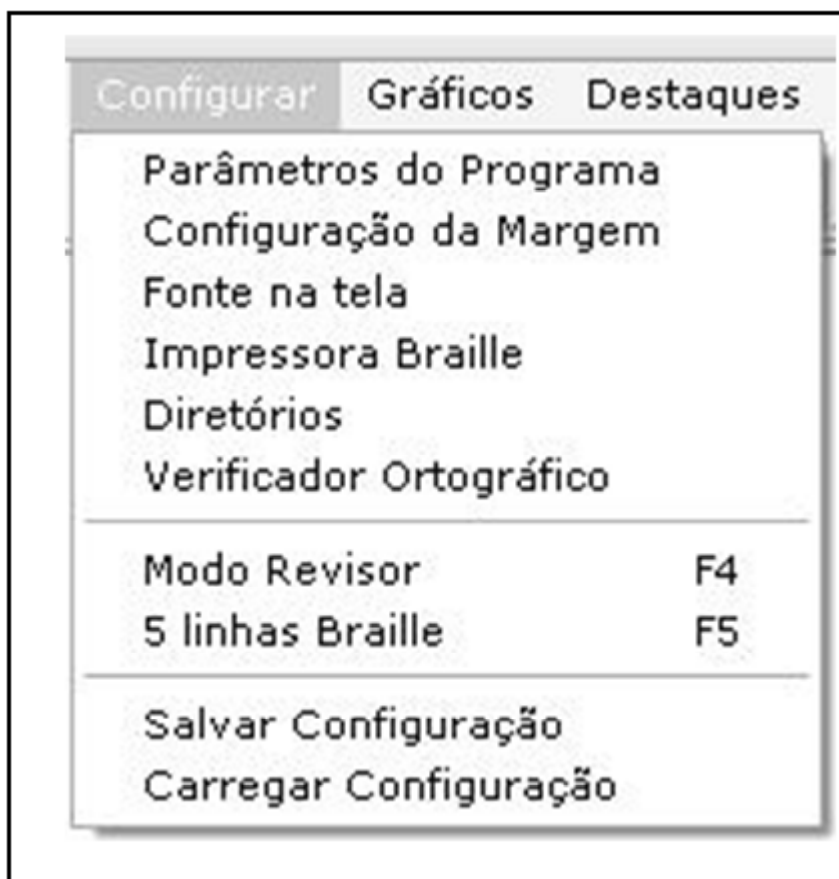 Configurar Gráficos Destaques
Parâmetros do Programa
Configuração da Margem
Fonte na tela
Impressora Braille
Diretórios
Verificador Ortográfico
Modo Revisor F4
5 linhas Braille F5
Salvar Configuração
Carregar Configuração